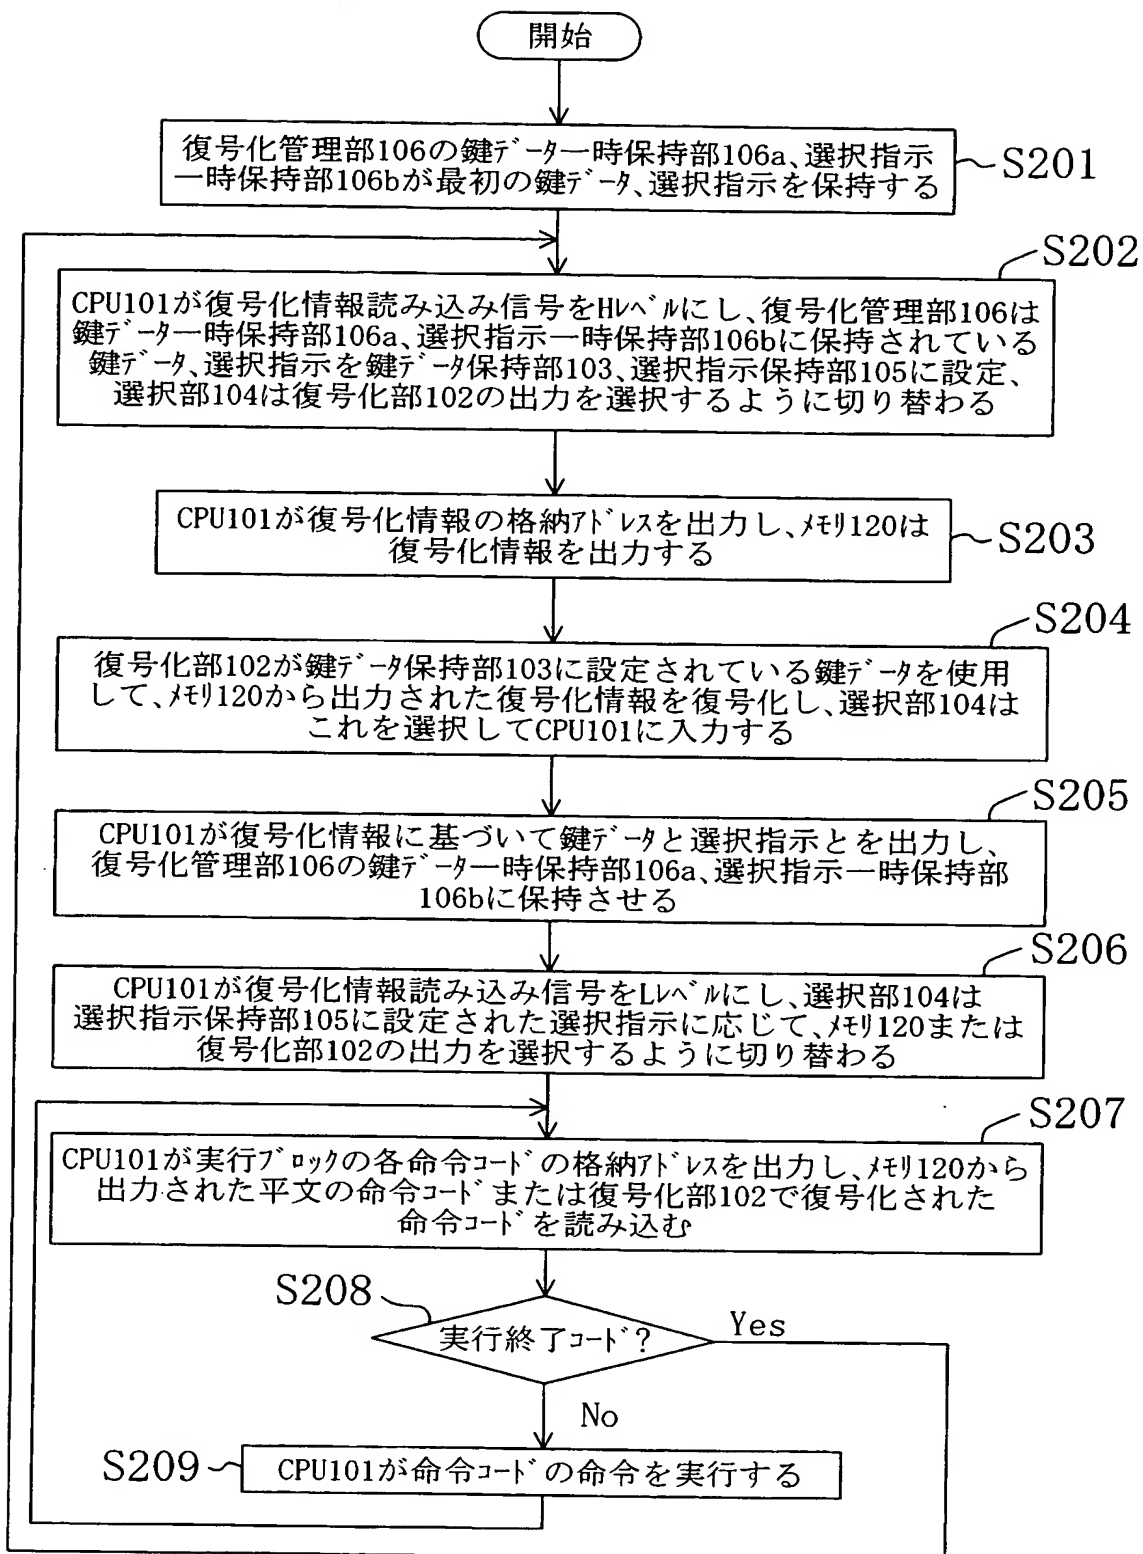 開始
復号化管理部106の鍵ﾃﾞｰﾀ一時保持部106a、選択指示
一時保持部106bが最初の鍵ﾃﾞｰﾀ、選択指示を保持する
S201
S202
CPU101が復号化情報読み込み信号をHﾚﾍﾞﾙにし、復号化管理部106は
鍵ﾃﾞｰﾀ一時保持部106a、選択指示一時保持部106bに保持されている
鍵ﾃﾞｰﾀ、選択指示を鍵ﾃﾞｰﾀ保持部103、選択指示保持部105に設定、
選択部104は復号化部102の出力を選択するように切り替わる
CPU101が復号化情報の格納ｱﾄﾞﾚｽを出力し、ﾒﾓﾘ120は
復号化情報を出力する
S203
S204
復号化部102が鍵ﾃﾞｰﾀ保持部103に設定されている鍵ﾃﾞｰﾀを使用
して、ﾒﾓﾘ120から出力された復号化情報を復号化し、選択部104は
これを選択してCPU101に入力する
S205
CPU101が復号化情報に基づいて鍵ﾃﾞｰﾀと選択指示とを出力し、
復号化管理部106の鍵ﾃﾞｰﾀ一時保持部106a、選択指示一時保持部
106bに保持させる
S206
CPU101が復号化情報読み込み信号をLﾚﾍﾞﾙにし、選択部104は
選択指示保持部105に設定された選択指示に応じて、ﾒﾓﾘ120または
復号化部102の出力を選択するように切り替わる
S207
CPU101が実行ﾌﾞﾛｯｸの各命令ｺｰﾄﾞの格納ｱﾄﾞﾚｽを出力し、ﾒﾓﾘ120から
出力された平文の命令ｺｰﾄﾞまたは復号化部102で復号化された
命令ｺｰﾄﾞを読み込む
S208
実行終了ｺｰﾄﾞ?
Yes
No
S209
CPU101が命令ｺｰﾄﾞの命令を実行する